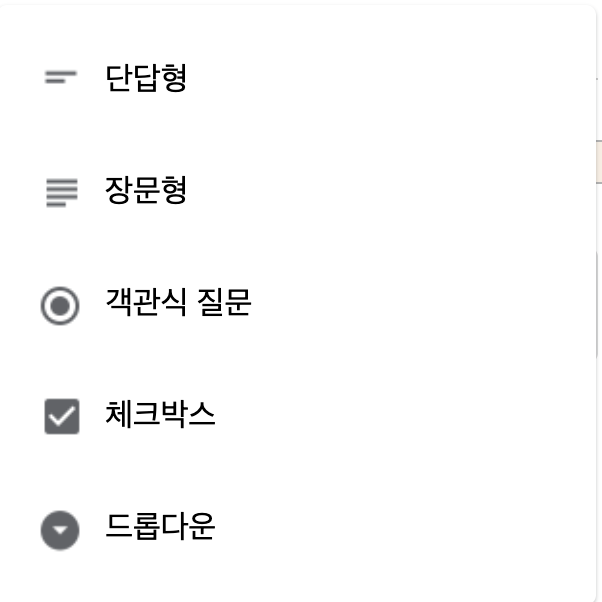 단답형
장문형
객관식 질문
체크박스
드롭다운